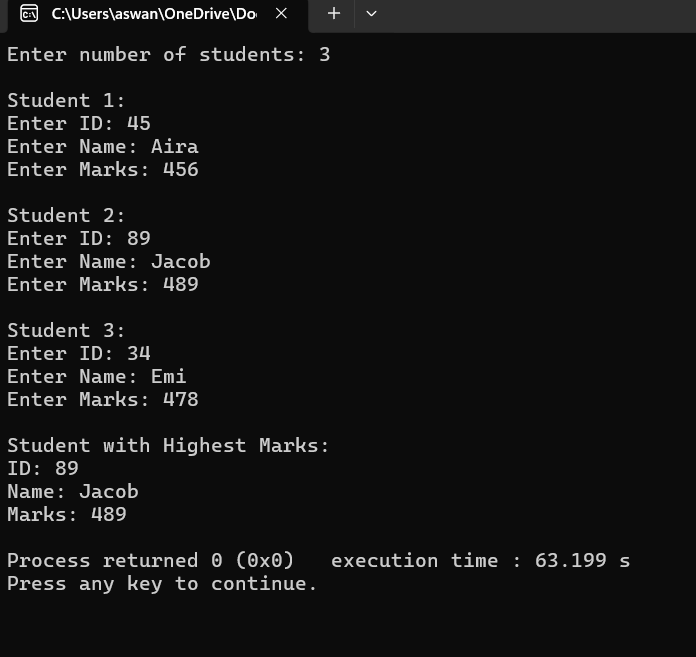 C:\Users\aswan\OneDrive\Do
Enter number of students: 3
Student 1:
Enter ID: 45
Enter Name: Aira
Enter Marks: 456
Student 2:
Enter ID: 89
Enter Name: Jacob
Enter Marks: 489
Student 3:
Enter ID: 34
Enter Name: Emi
Enter Marks: 478
Student with Highest Marks:
ID: 89
Name: Jacob
Marks: 489
Process returned 0 (0x0)   execution time : 63.199 s
Press any key to continue.